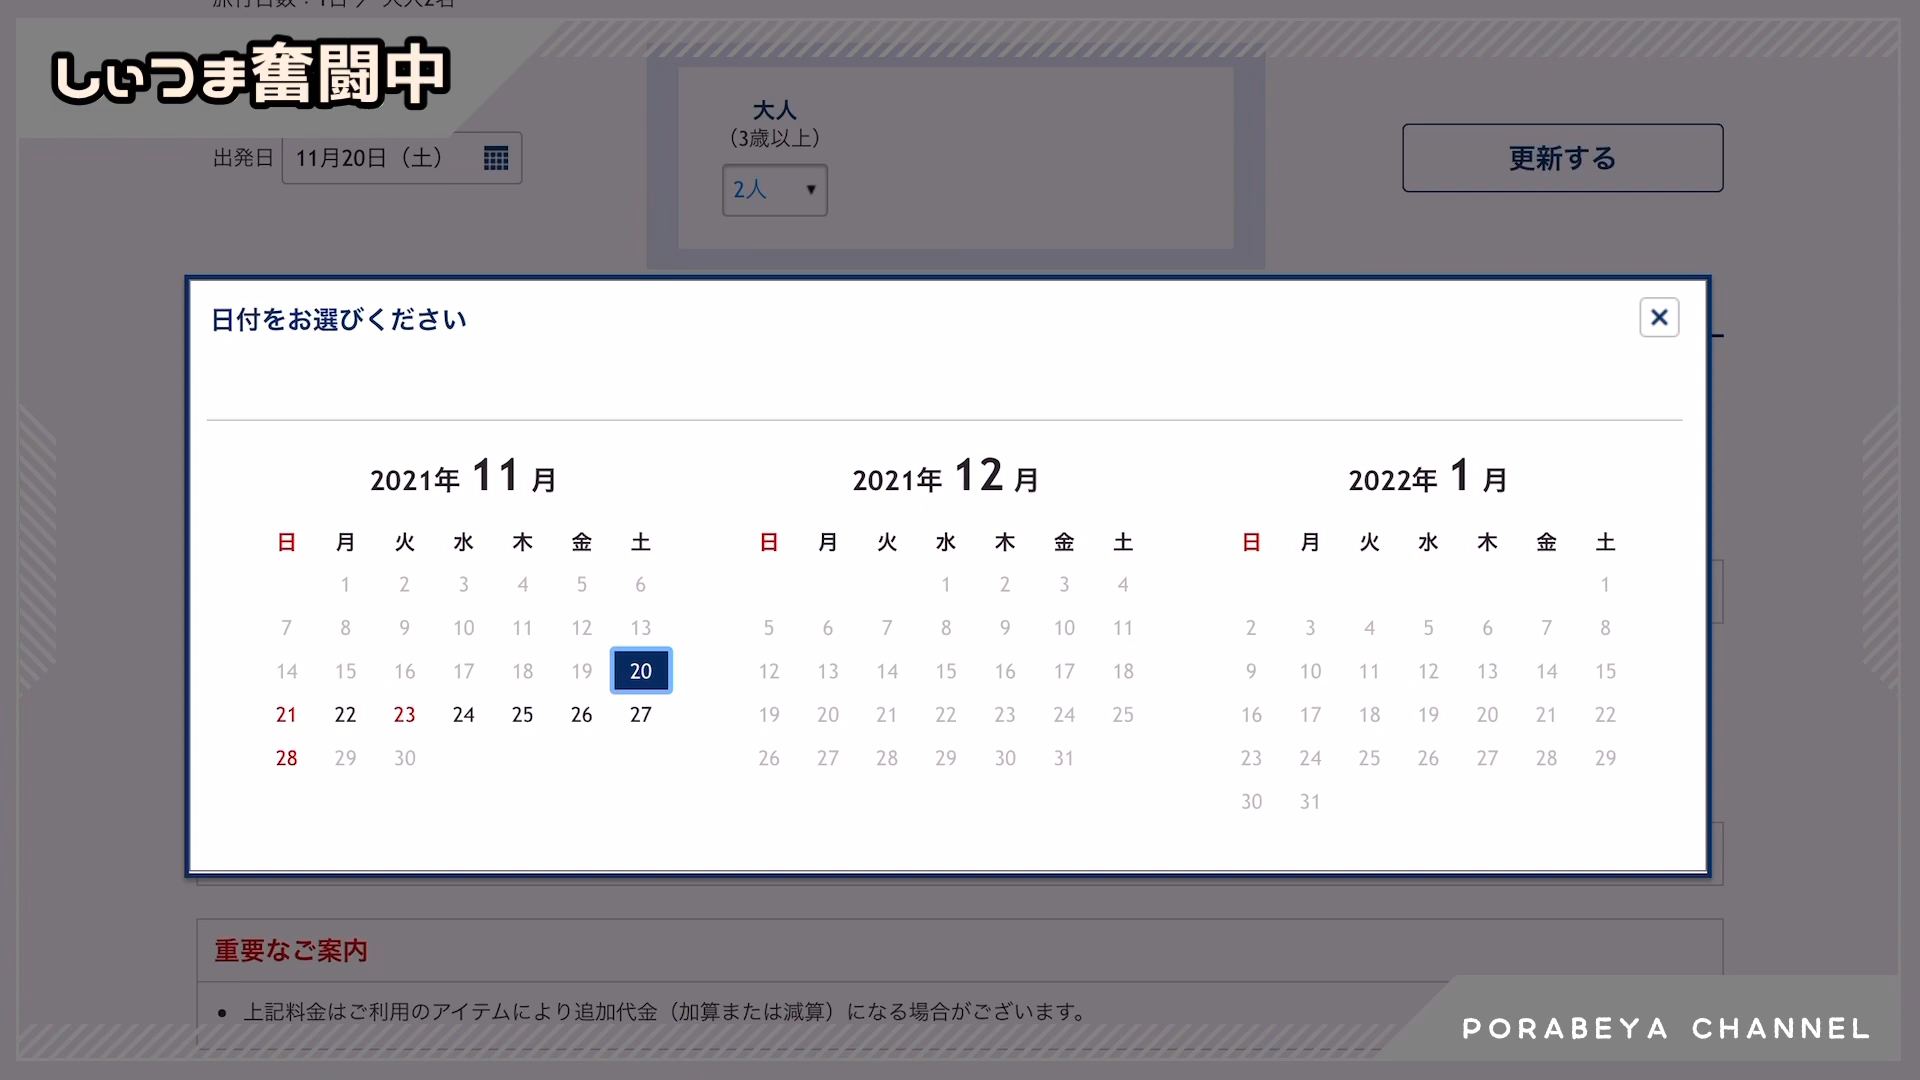 旅行日数：1日 ／ 大人2名
しぃつま奮闘中
大人
（3歳以上）
出発日 11月20日（土）
2人 ▼
更新する
日付をお選びください
×
2021年 11 月
日 月 火 水 木 金 土
1 2 3 4 5 6
7 8 9 10 11 12 13
14 15 16 17 18 19 20
21 22 23 24 25 26 27
28 29 30
2021年 12 月
日 月 火 水 木 金 土
1 2 3 4
5 6 7 8 9 10 11
12 13 14 15 16 17 18
19 20 21 22 23 24 25
26 27 28 29 30 31
2022年 1 月
日 月 火 水 木 金 土
1
2 3 4 5 6 7 8
9 10 11 12 13 14 15
16 17 18 19 20 21 22
23 24 25 26 27 28 29
30 31
重要なご案内
● 上記料金はご利用のアイテムにより追加代金（加算または減算）になる場合がございます。
PORABEYA CHANNEL